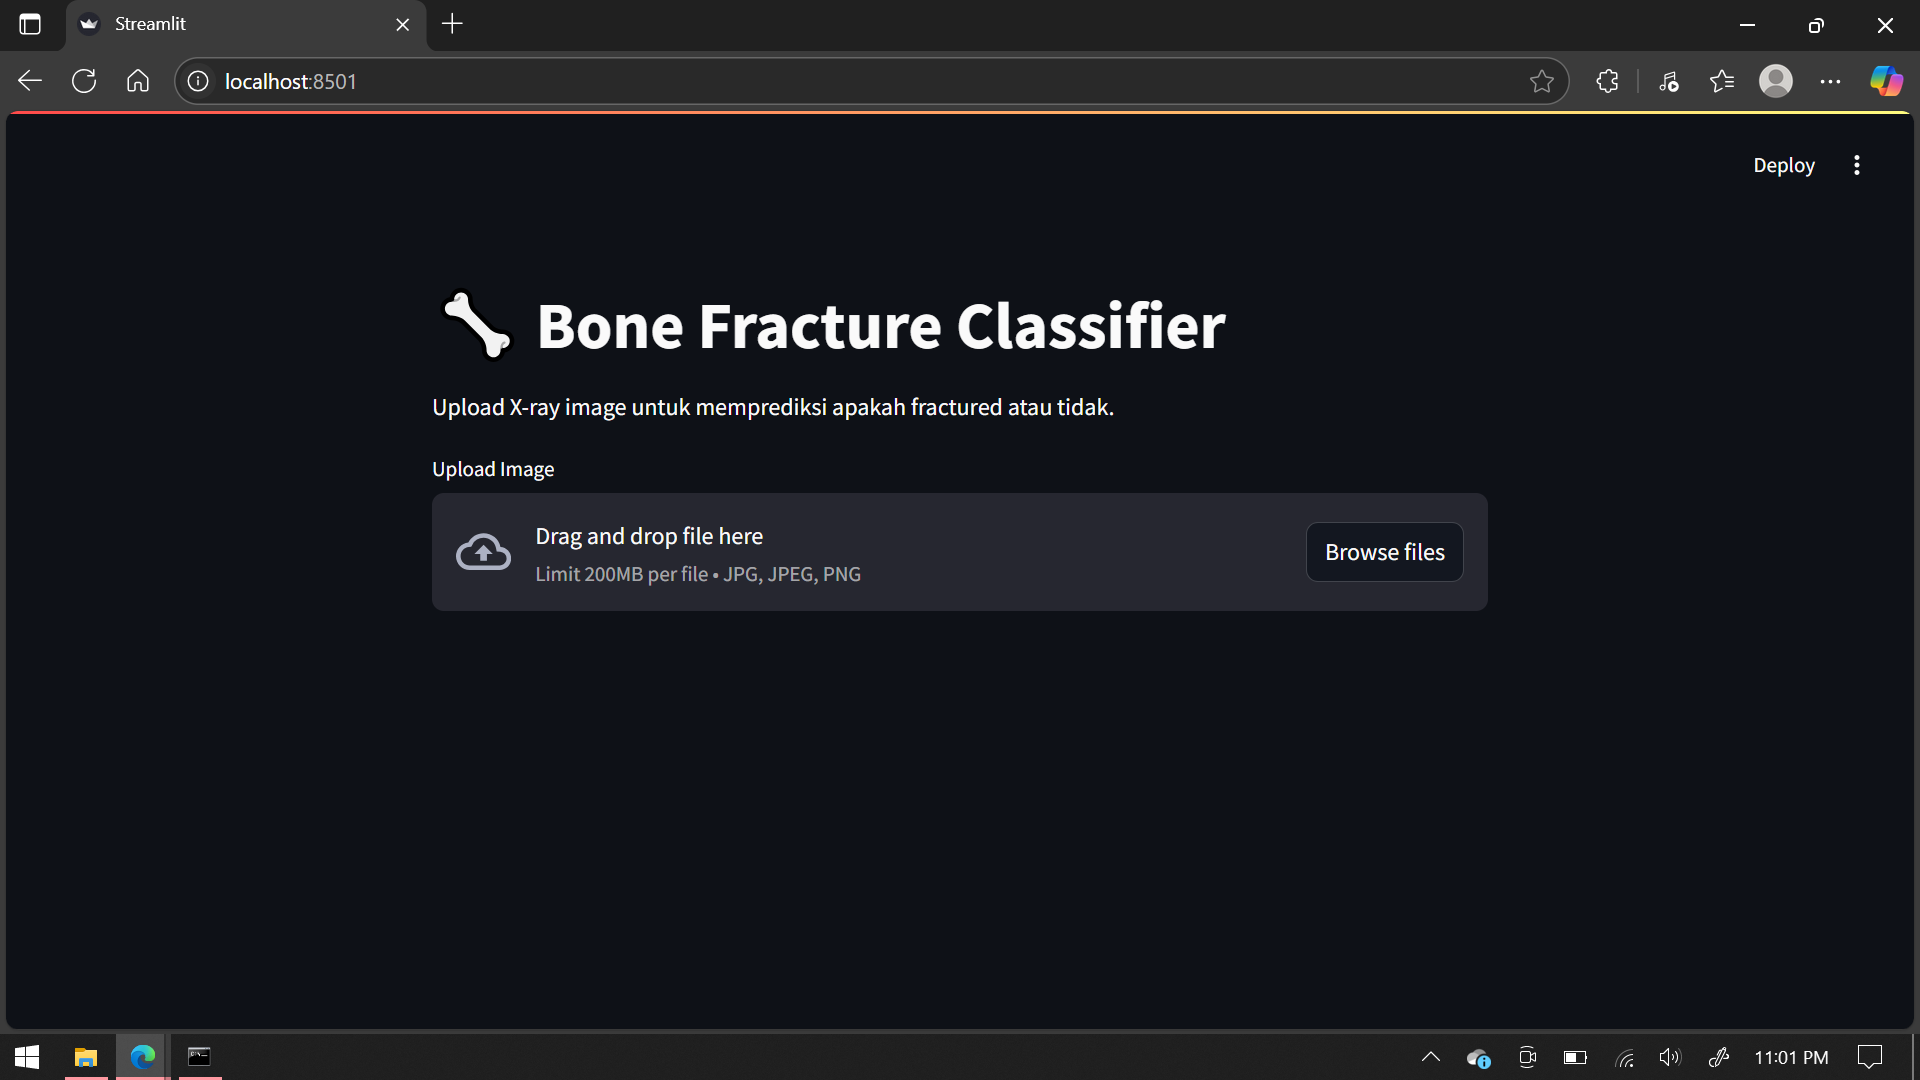 Streamlit
localhost:8501
Deploy
Bone Fracture Classifier
Upload X-ray image untuk memprediksi apakah fractured atau tidak.
Upload Image
Drag and drop file here
Limit 200MB per file • JPG, JPEG, PNG
Browse files
11:01 PM